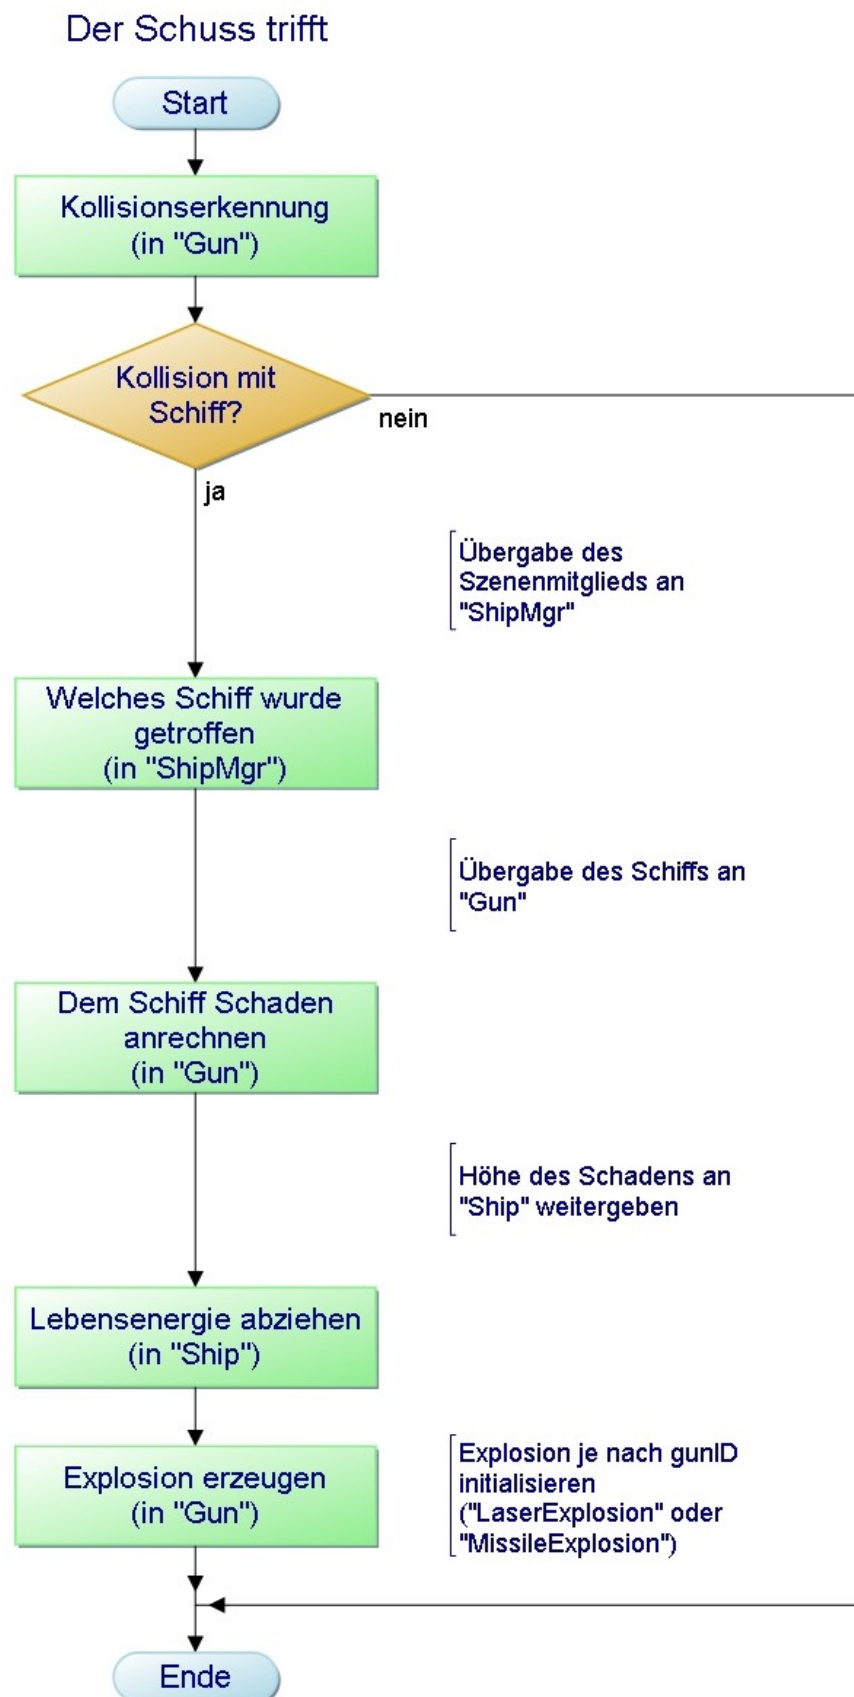 Der Schuss trifft
Start
Kollisionserkennung
(in "Gun")
Kollision mit
Schiff?
nein
ja
Übergabe des
Szenenmitglieds an
"ShipMgr"
Welches Schiff wurde
getroffen
(in "ShipMgr")
Übergabe des Schiffs an
"Gun"
Dem Schiff Schaden
anrechnen
(in "Gun")
Höhe des Schadens an
"Ship" weitergeben
Lebensenergie abziehen
(in "Ship")
Explosion erzeugen
(in "Gun")
Explosion je nach gunID
initialisieren
("LaserExplosion" oder
"MissileExplosion")
Ende